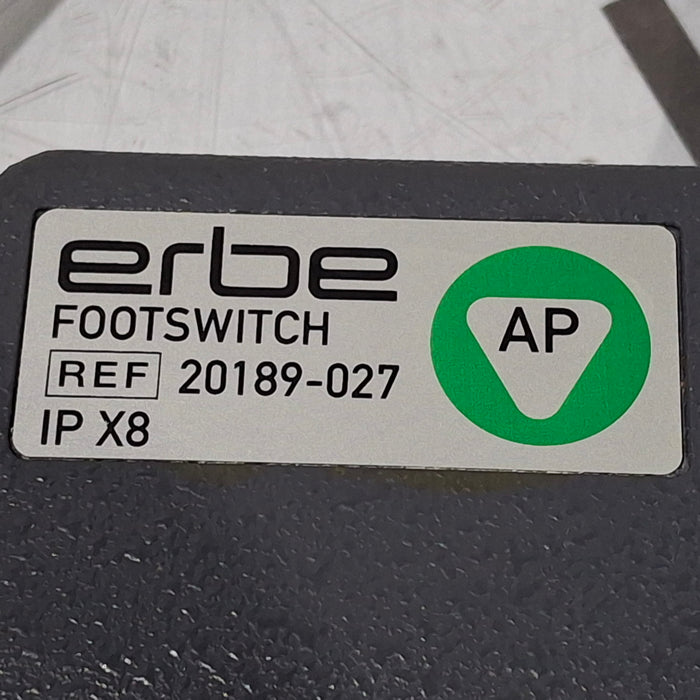 erbe
FOOTSWITCH
REF 20189-027
IP X8
AP